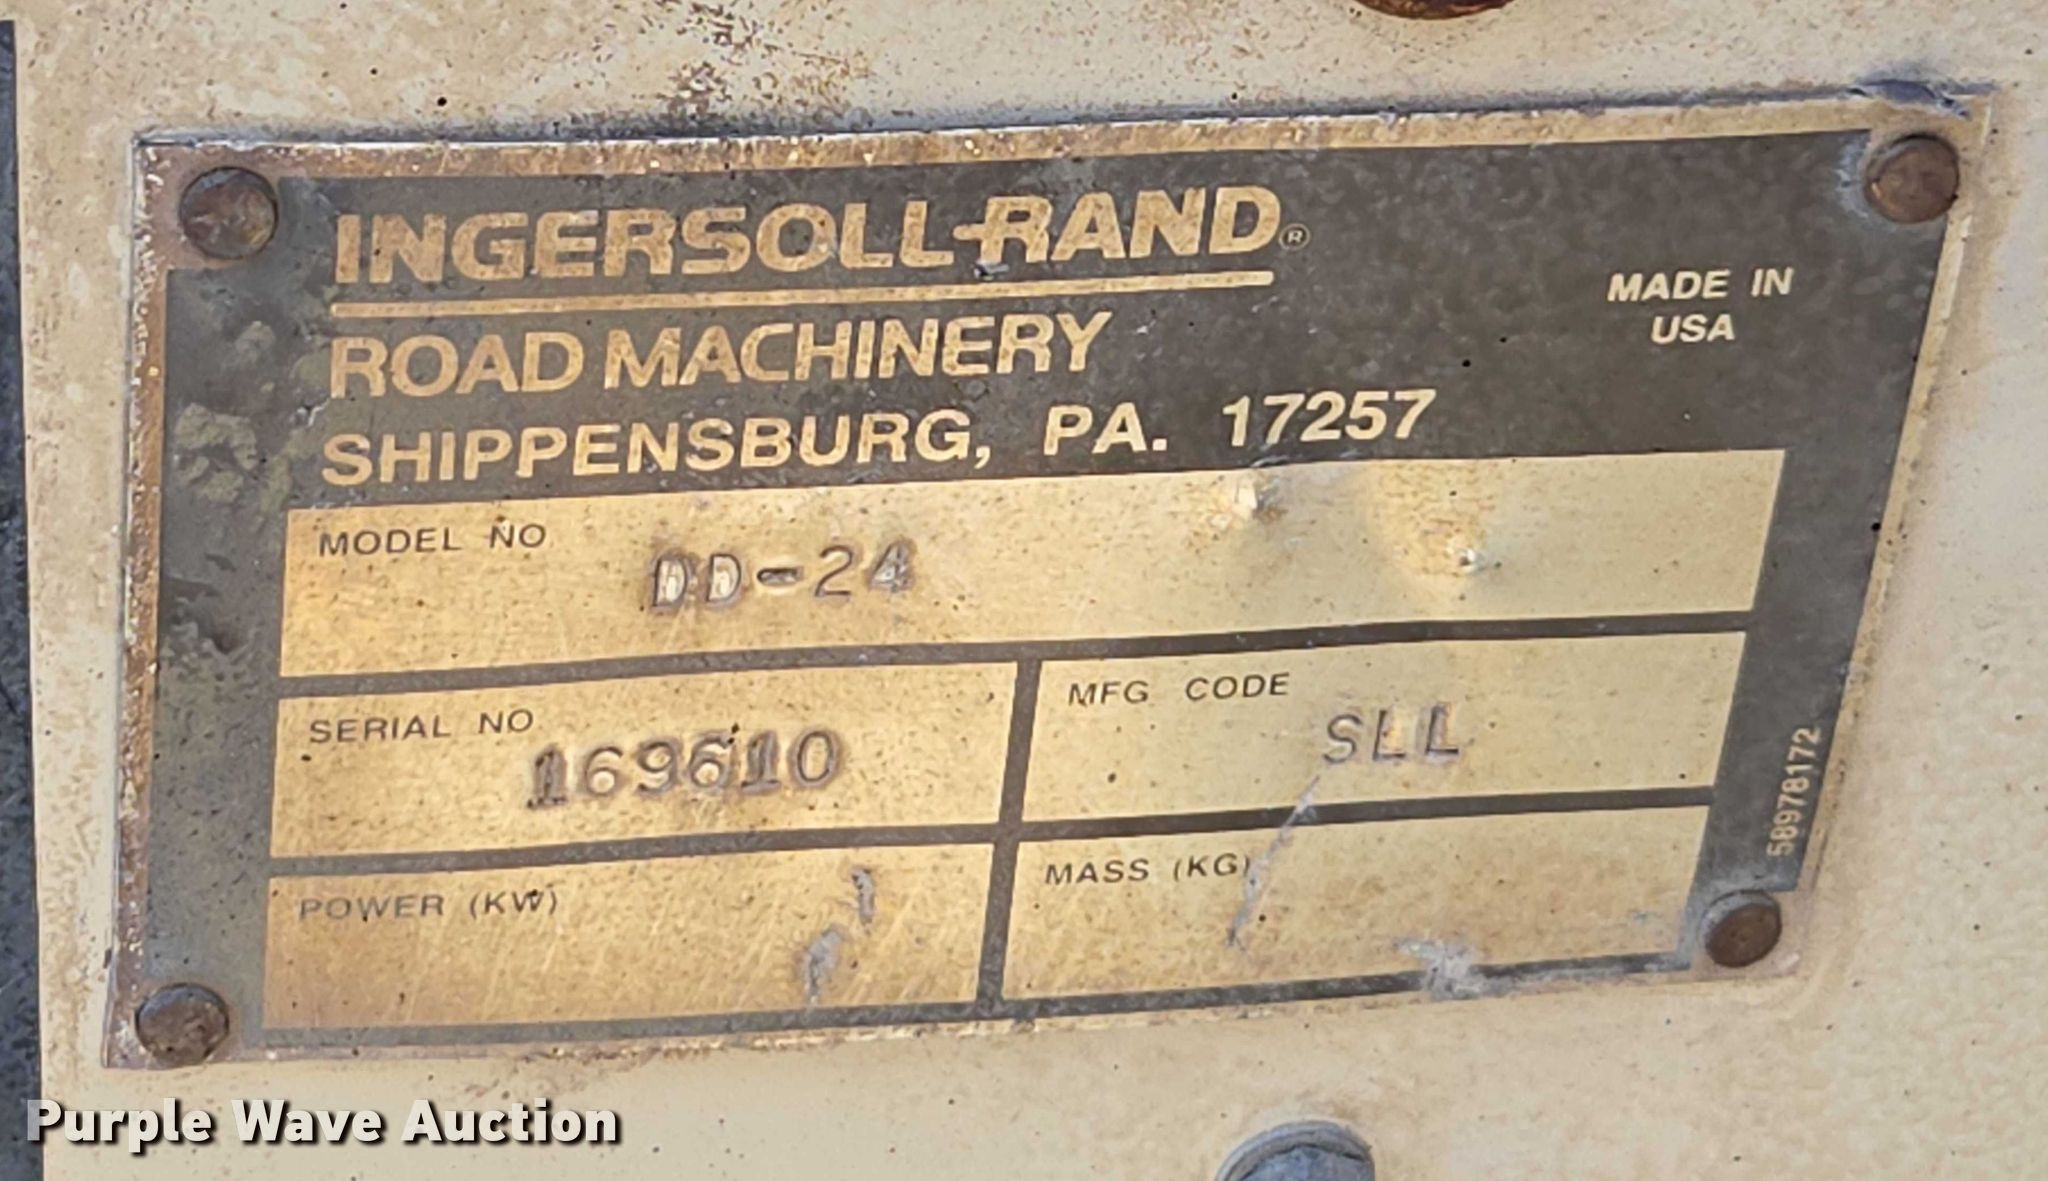 INGERSOLL-RAND®
ROAD MACHINERY
SHIPPENSBURG, PA. 17257
MADE IN
USA
MODEL NO
DD-24
SERIAL NO
169610
MFG CODE
SLL
POWER (KW)
MASS (KG)
58978172
Purple Wave Auction